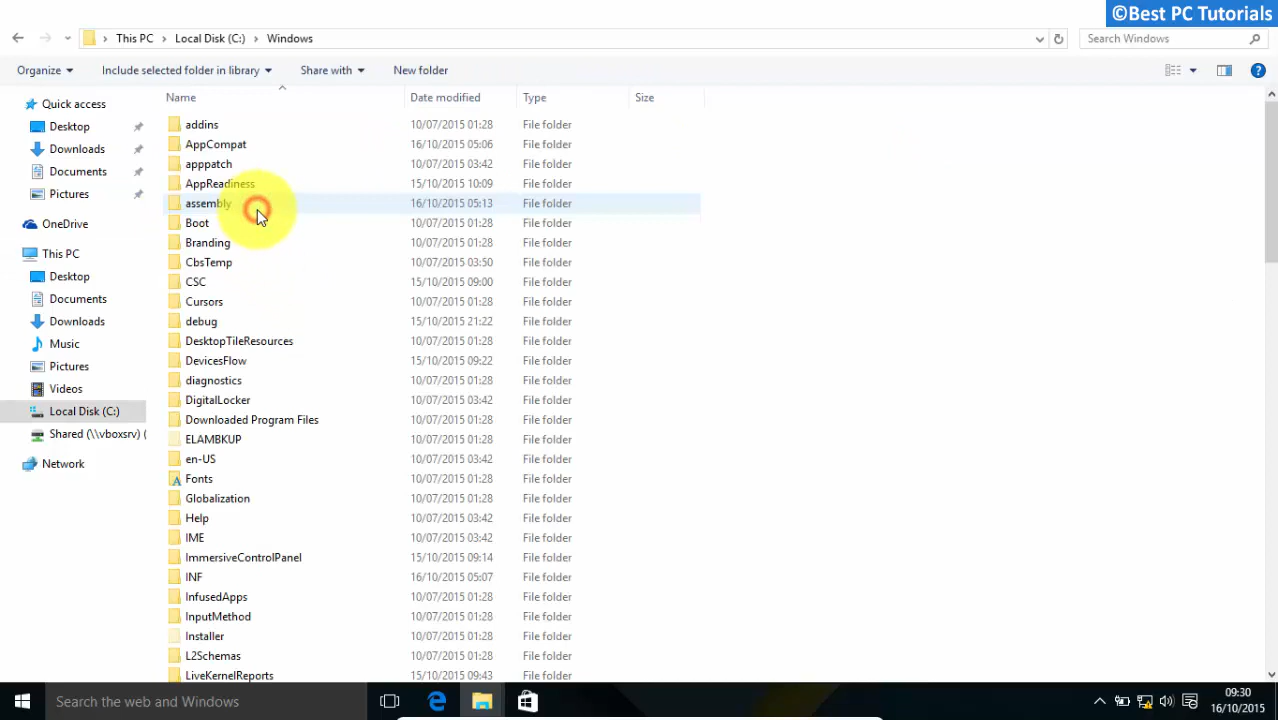 ©Best PC Tutorials
This PC > Local Disk (C:) > Windows
Search Windows
Organize
Include selected folder in library
Share with
New folder
Name
Date modified
Type
Size
Quick access
Desktop
Downloads
Documents
Pictures
OneDrive
This PC
Desktop
Documents
Downloads
Music
Pictures
Videos
Local Disk (C:)
Shared (\\vboxsrv) (
Network
addins 10/07/2015 01:28 File folder
AppCompat 16/10/2015 05:06 File folder
apppatch 10/07/2015 03:42 File folder
AppReadiness 15/10/2015 10:09 File folder
assembly 16/10/2015 05:13 File folder
Boot 10/07/2015 01:28 File folder
Branding 10/07/2015 01:28 File folder
CbsTemp 10/07/2015 03:50 File folder
CSC 15/10/2015 09:00 File folder
Cursors 10/07/2015 01:28 File folder
debug 15/10/2015 21:22 File folder
DesktopTileResources 10/07/2015 01:28 File folder
DevicesFlow 15/10/2015 09:22 File folder
diagnostics 10/07/2015 01:28 File folder
DigitalLocker 10/07/2015 03:42 File folder
Downloaded Program Files 10/07/2015 01:28 File folder
ELAMBKUP 10/07/2015 01:28 File folder
en-US 10/07/2015 03:42 File folder
Fonts 10/07/2015 01:28 File folder
Globalization 10/07/2015 01:28 File folder
Help 10/07/2015 03:42 File folder
IME 10/07/2015 03:42 File folder
ImmersiveControlPanel 15/10/2015 09:14 File folder
INF 16/10/2015 05:07 File folder
InfusedApps 10/07/2015 01:28 File folder
InputMethod 10/07/2015 01:28 File folder
Installer 10/07/2015 01:28 File folder
L2Schemas 10/07/2015 01:28 File folder
LiveKernelReports 15/10/2015 09:43 File folder
Search the web and Windows
09:30
16/10/2015